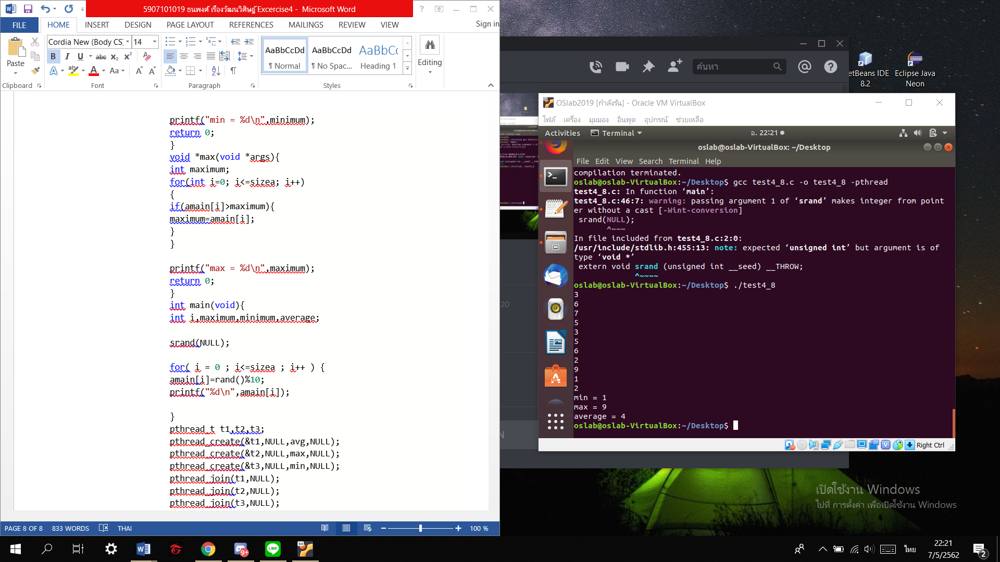 5907101019 ธนพงศ์ เรืองวัฒนวิศิษฐ์ Excercise4 - Microsoft Word
FILE
HOME
INSERT
DESIGN
PAGE LAYOUT
REFERENCES
MAILINGS
REVIEW
VIEW
Sign in
Paste
Cordia New (Body CS)
14
AaBbCcDd
¶ Normal
AaBbCcDd
¶ No Spac...
AaBbCc
Heading 1
Editing
Clipboard
Font
Paragraph
Styles
printf("min = %d\n",minimum);
return 0;
}
void *max(void *args){
int maximum;
for(int i=0; i<=sizea; i++)
{
if(amain[i]>maximum){
maximum=amain[i];
}
}
printf("max = %d\n",maximum);
return 0;
}
int main(void){
int i,maximum,minimum,average;
srand(NULL);
for( i = 0 ; i<=sizea ; i++ ) {
amain[i]=rand()%10;
printf("%d\n",amain[i]);
}
pthread_t t1,t2,t3;
pthread_create(&t1,NULL,avg,NULL);
pthread_create(&t2,NULL,max,NULL);
pthread_create(&t3,NULL,min,NULL);
pthread_join(t1,NULL);
pthread_join(t2,NULL);
pthread_join(t3,NULL);
PAGE 8 OF 8
833 WORDS
THAI
100 %
ค้นหา
etBeans IDE
8.2
Eclipse Java
Neon
OSlab2019 [กำลังรัน] - Oracle VM VirtualBox
ไฟล์ เครื่อง มุมมอง อินพุต อุปกรณ์ ช่วยเหลือ
Activities
Terminal
อ. 22:21
oslab@oslab-VirtualBox: ~/Desktop
File Edit View Search Terminal Help
compilation terminated.
oslab@oslab-VirtualBox:~/Desktop$ gcc test4_8.c -o test4_8 -pthread
test4_8.c: In function ‘main’:
test4_8.c:46:7: warning: passing argument 1 of ‘srand’ makes integer from point
er without a cast [-Wint-conversion]
srand(NULL);
^~~~
In file included from test4_8.c:2:0:
/usr/include/stdlib.h:455:13: note: expected ‘unsigned int’ but argument is of
type ‘void *’
extern void srand (unsigned int __seed) __THROW;
^~~~~
oslab@oslab-VirtualBox:~/Desktop$ ./test4_8
3
6
7
5
3
5
6
2
9
1
2
min = 1
max = 9
average = 4
oslab@oslab-VirtualBox:~/Desktop$
Right Ctrl
เปิดใช้งาน Windows
ไปที่ การตั้งค่า เพื่อเปิดใช้งาน Windows
ไทย
22:21
7/5/2562
2